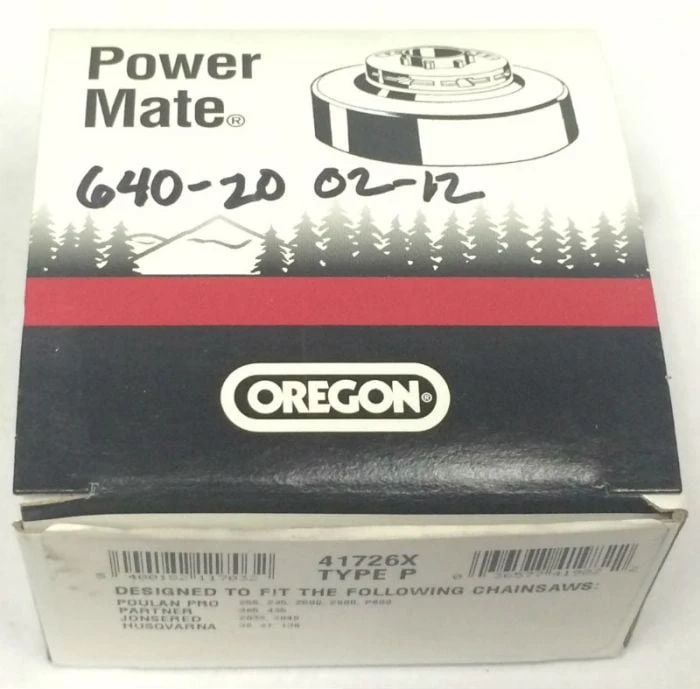 Power
Mate®
640-20 02-12
OREGON®
41726X
TYPE P
DESIGNED TO FIT THE FOLLOWING CHAINSAWS:
POULAN PRO
PARTNER
JONSERED
HUSQVARNA